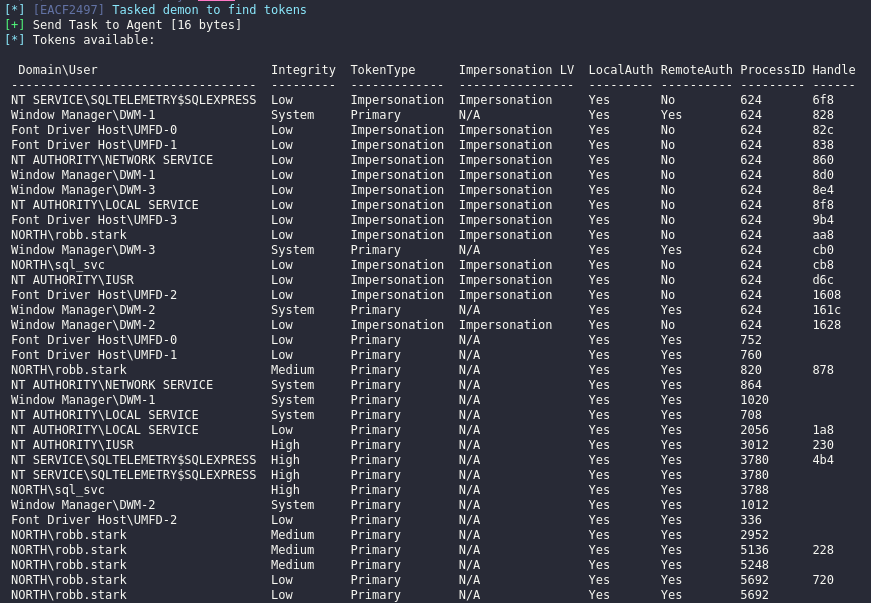 [*] [EACF2497] Tasked demon to find tokens
[+] Send Task to Agent [16 bytes]
[*] Tokens available:
Domain\User Integrity TokenType Impersonation LV LocalAuth RemoteAuth ProcessID Handle
---------------------------------- --------- ------------- ---------------- --------- ---------- --------- ------
NT SERVICE\SQLTELEMETRY$SQLEXPRESS Low Impersonation Impersonation Yes No 624 6f8
Window Manager\DWM-1 System Primary N/A Yes Yes 624 828
Font Driver Host\UMFD-0 Low Impersonation Impersonation Yes No 624 82c
Font Driver Host\UMFD-1 Low Impersonation Impersonation Yes No 624 838
NT AUTHORITY\NETWORK SERVICE Low Impersonation Impersonation Yes No 624 860
Window Manager\DWM-1 Low Impersonation Impersonation Yes No 624 8d0
Window Manager\DWM-3 Low Impersonation Impersonation Yes No 624 8e4
NT AUTHORITY\LOCAL SERVICE Low Impersonation Impersonation Yes No 624 8f8
Font Driver Host\UMFD-3 Low Impersonation Impersonation Yes No 624 9b4
NORTH\robb.stark Low Impersonation Impersonation Yes No 624 aa8
Window Manager\DWM-3 System Primary N/A Yes Yes 624 cb0
NORTH\sql_svc Low Impersonation Impersonation Yes No 624 cb8
NT AUTHORITY\IUSR Low Impersonation Impersonation Yes No 624 d6c
Font Driver Host\UMFD-2 Low Impersonation Impersonation Yes No 624 1608
Window Manager\DWM-2 System Primary N/A Yes Yes 624 161c
Window Manager\DWM-2 Low Impersonation Impersonation Yes No 624 1628
Font Driver Host\UMFD-0 Low Primary N/A Yes Yes 752
Font Driver Host\UMFD-1 Low Primary N/A Yes Yes 760
NORTH\robb.stark Medium Primary N/A Yes Yes 820 878
NT AUTHORITY\NETWORK SERVICE System Primary N/A Yes Yes 864
Window Manager\DWM-1 System Primary N/A Yes Yes 1020
NT AUTHORITY\LOCAL SERVICE System Primary N/A Yes Yes 708
NT AUTHORITY\LOCAL SERVICE Low Primary N/A Yes Yes 2056 1a8
NT AUTHORITY\IUSR High Primary N/A Yes Yes 3012 230
NT SERVICE\SQLTELEMETRY$SQLEXPRESS High Primary N/A Yes Yes 3780 4b4
NT SERVICE\SQLTELEMETRY$SQLEXPRESS High Primary N/A Yes Yes 3780
NORTH\sql_svc High Primary N/A Yes Yes 3788
Window Manager\DWM-2 System Primary N/A Yes Yes 1012
Font Driver Host\UMFD-2 Low Primary N/A Yes Yes 336
NORTH\robb.stark Medium Primary N/A Yes Yes 2952
NORTH\robb.stark Medium Primary N/A Yes Yes 5136 228
NORTH\robb.stark Medium Primary N/A Yes Yes 5248
NORTH\robb.stark Low Primary N/A Yes Yes 5692 720
NORTH\robb.stark Low Primary N/A Yes Yes 5692